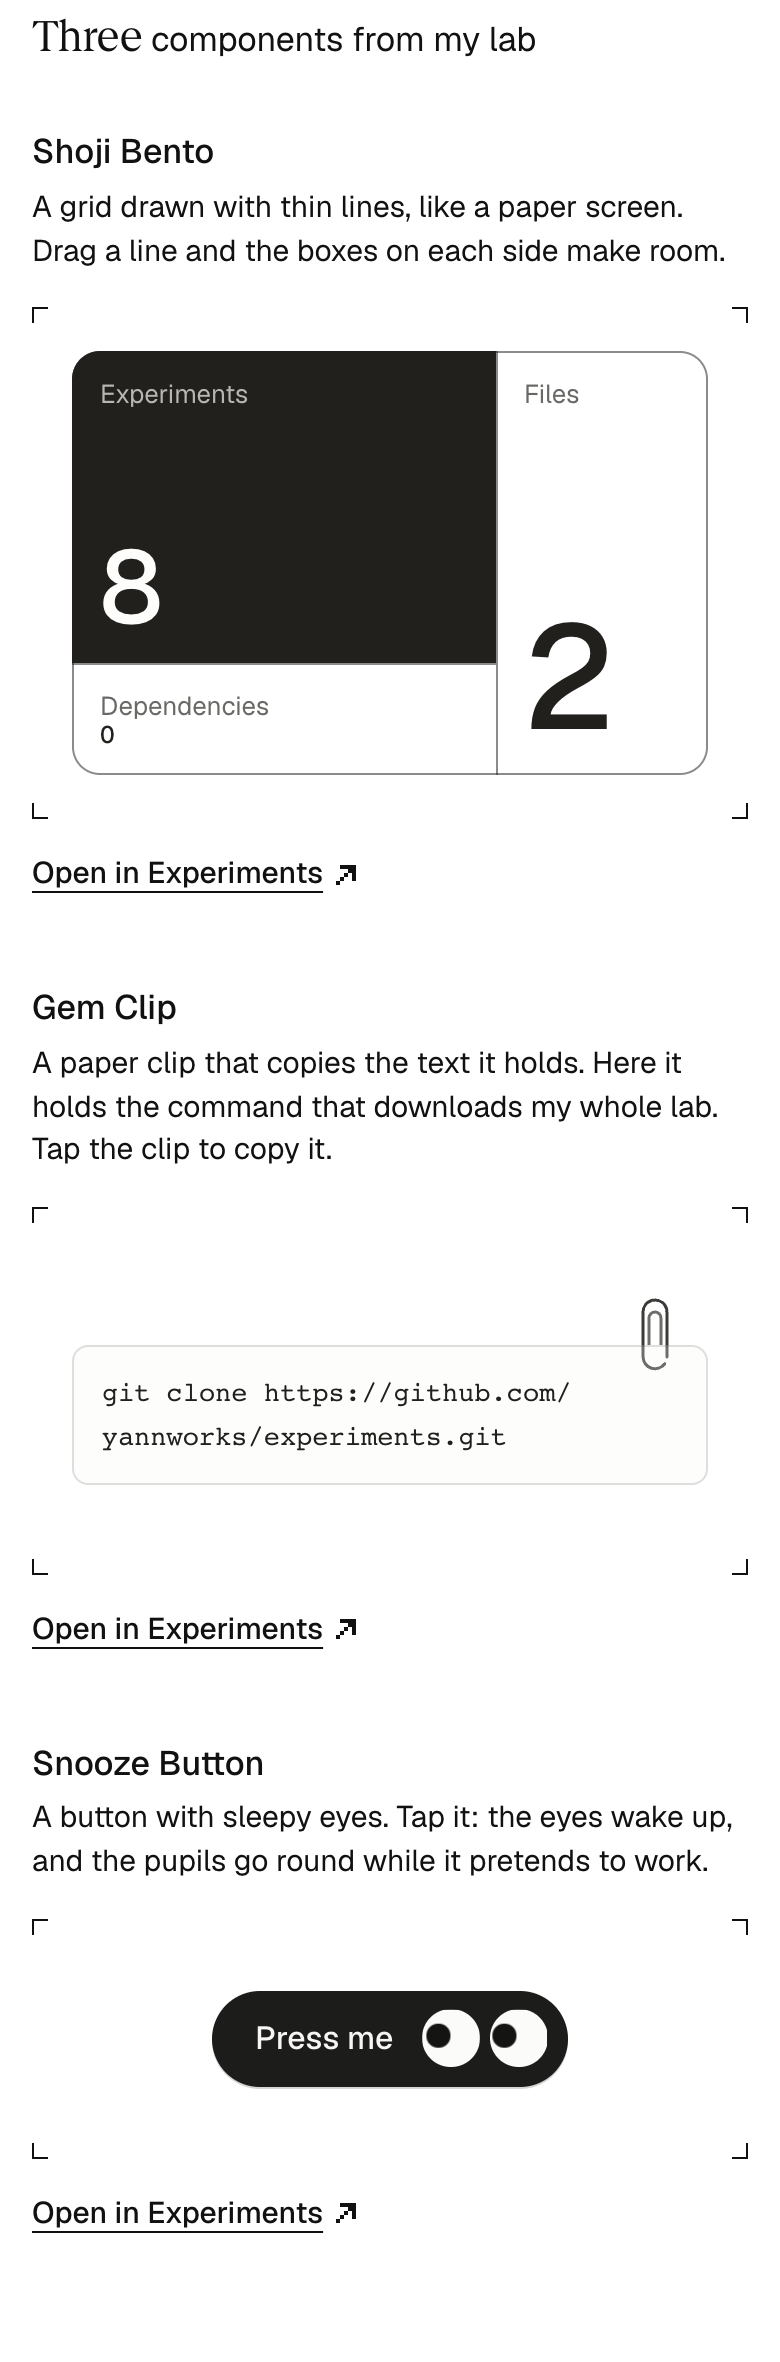 Three components from my lab
Shoji Bento
A grid drawn with thin lines, like a paper screen.
Drag a line and the boxes on each side make room.
Experiments
8
Files
2
Dependencies
0
Open in Experiments
Gem Clip
A paper clip that copies the text it holds. Here it
holds the command that downloads my whole lab.
Tap the clip to copy it.
git clone https://github.com/
yannworks/experiments.git
Open in Experiments
Snooze Button
A button with sleepy eyes. Tap it: the eyes wake up,
and the pupils go round while it pretends to work.
Press me
Open in Experiments